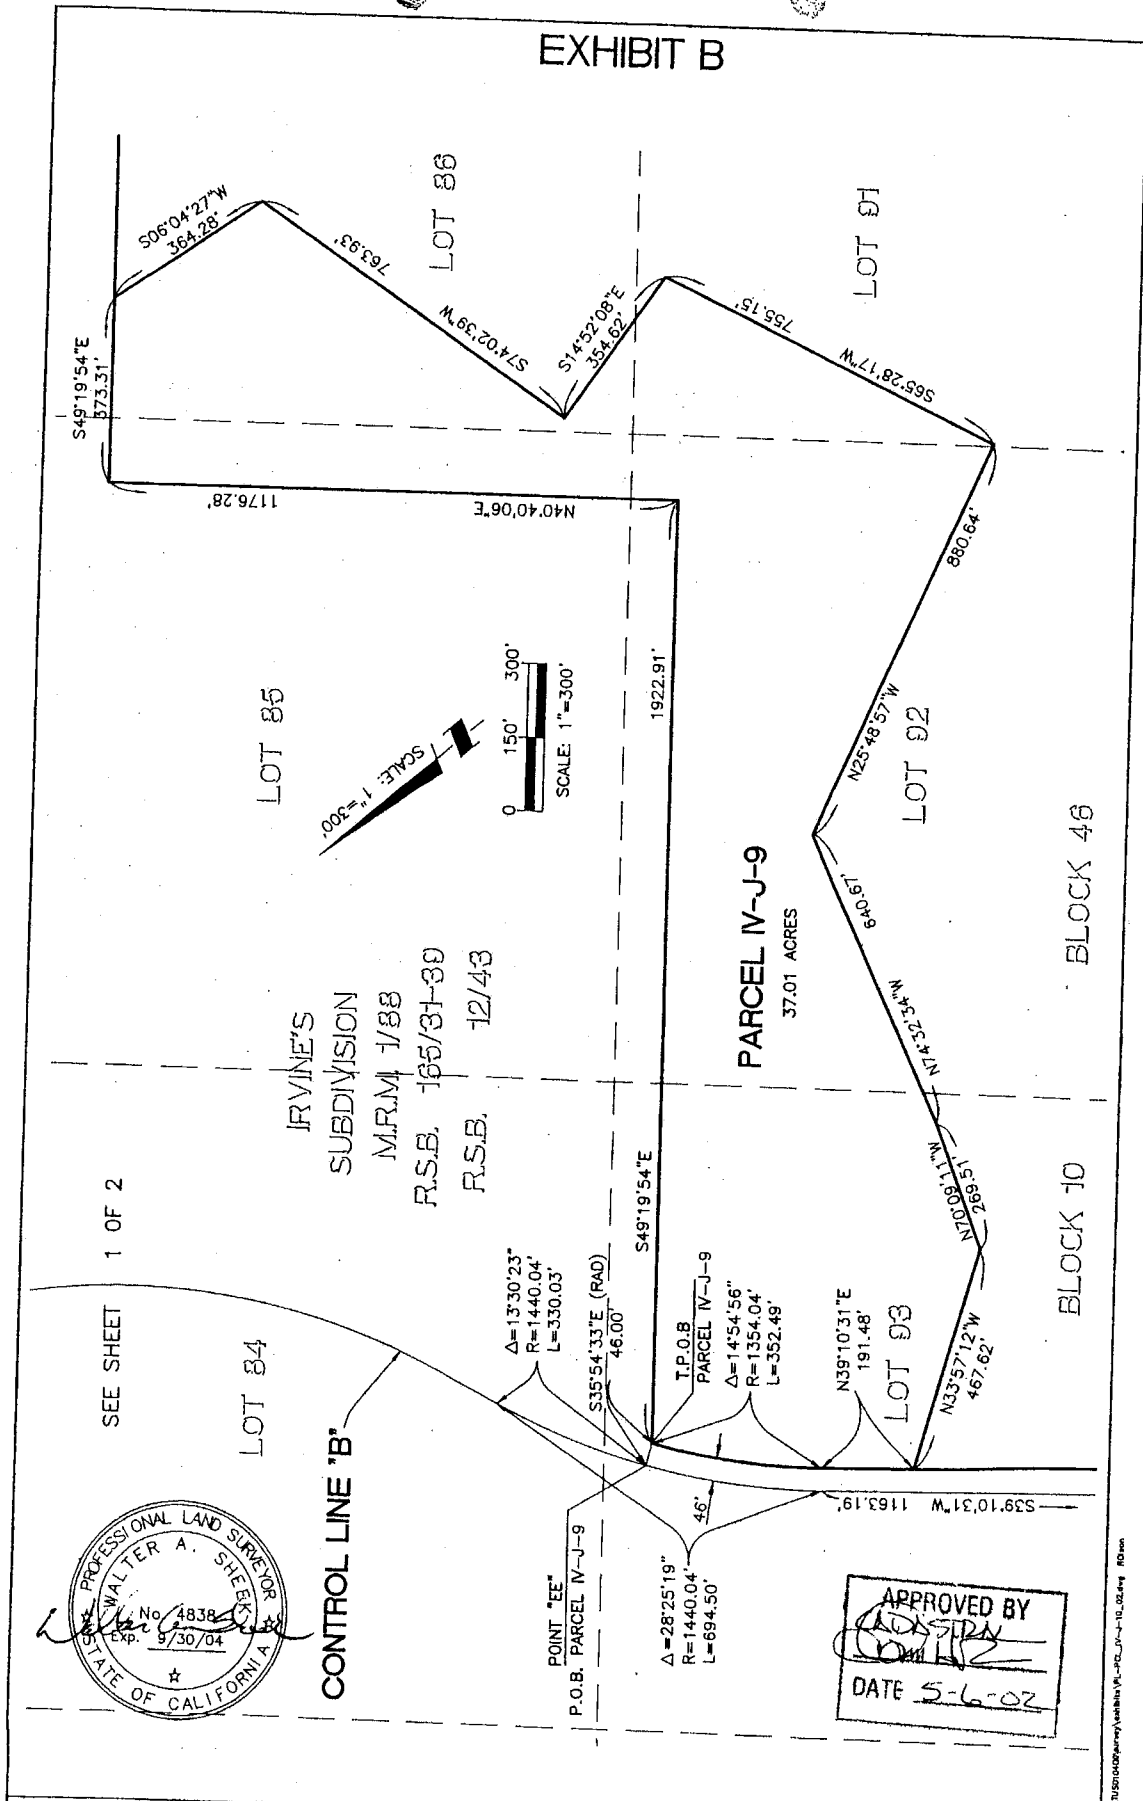 EXHIBIT B
S49°19'54"E
373.31'
S06°04'27"W
364.28'
763.93'
S74°02'39"W
LOT 86
S14°52'08"E
354.62'
755.15'
S65°28'17"W
LOT 91
1176.28'
N40°40'06"E
880.64'
N25°48'57"W
LOT 85
SCALE: 1"=300'
0 150' 300'
SCALE: 1"=300'
1922.91'
S49°19'54"E
LOT 92
PARCEL IV-J-9
37.01 ACRES
640.67'
N74°32'34"W
BLOCK 46
IRVINE'S
SUBDIVISION
M.R.M. 1/88
R.S.B. 165/31-39
R.S.B. 12/43
N70°09'11"W
269.51'
BLOCK 10
SEE SHEET 1 OF 2
LOT 84
CONTROL LINE "B"
Δ=13°30'23"
R=1440.04'
L=330.03'
S35°54'33"E (RAD)
46.00'
T.P.O.B
PARCEL IV-J-9
Δ=14°54'56"
R=1354.04'
L=352.49'
N39°10'31"E
191.48'
LOT 93
N33°57'12"W
467.62'
S39°10'31"W 1163.19'
46'
POINT "EE"
P.O.B. PARCEL IV-J-9
Δ=28°25'19"
R=1440.04'
L=694.50'
PROFESSIONAL LAND SURVEYOR
WALTER A. SHEEK
No. 4838
Exp. 9/30/04
STATE OF CALIFORNIA
APPROVED BY
DATE 5-6-02